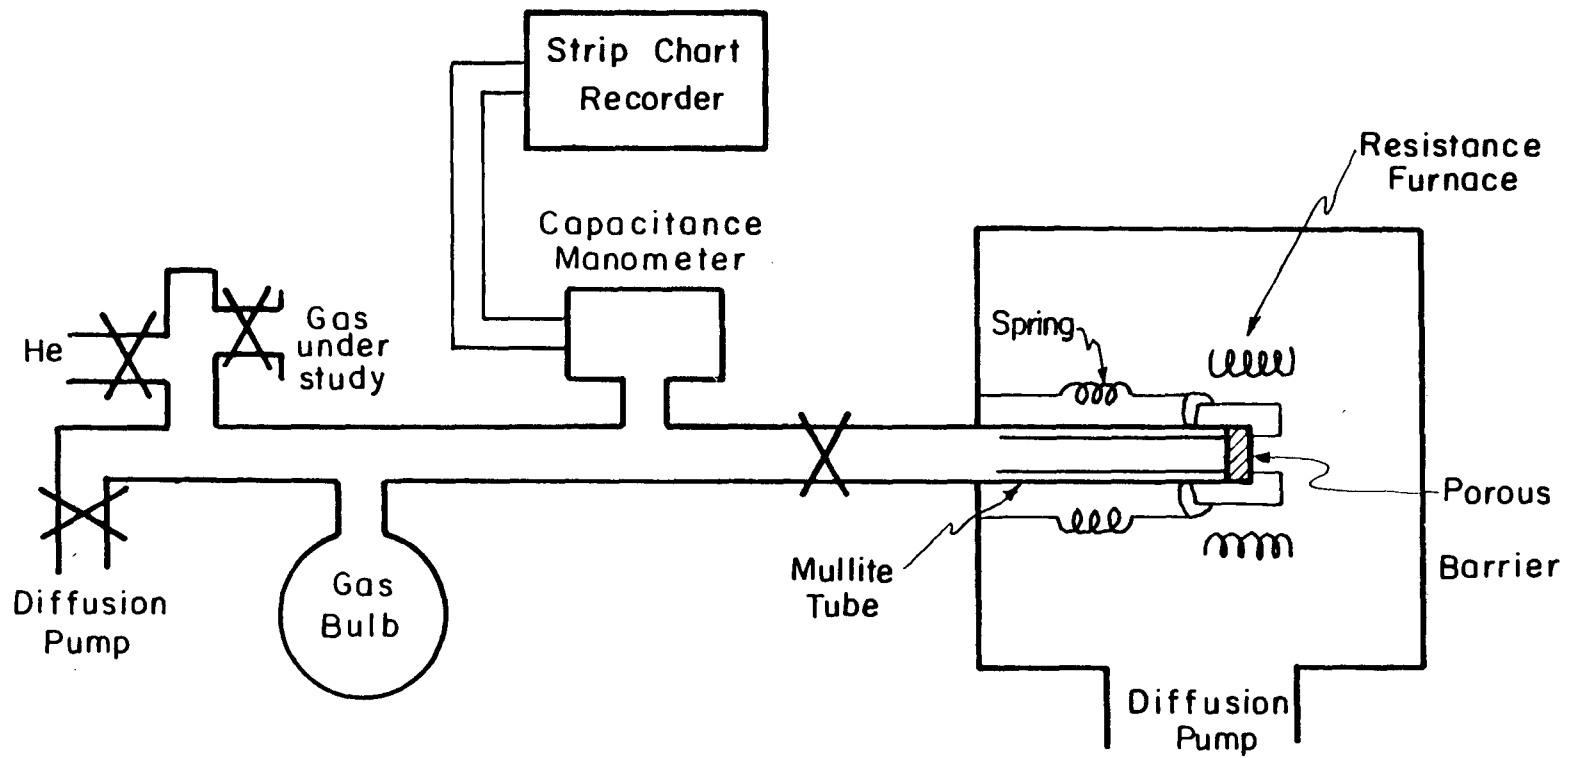 Strip Chart
Recorder
Resistance
Furnace
Capacitance
Manometer
He
Gas
under
study
Spring
Porous
Barrier
Mullite
Tube
Gas
Bulb
Diffusion
Pump
Diffusion
Pump